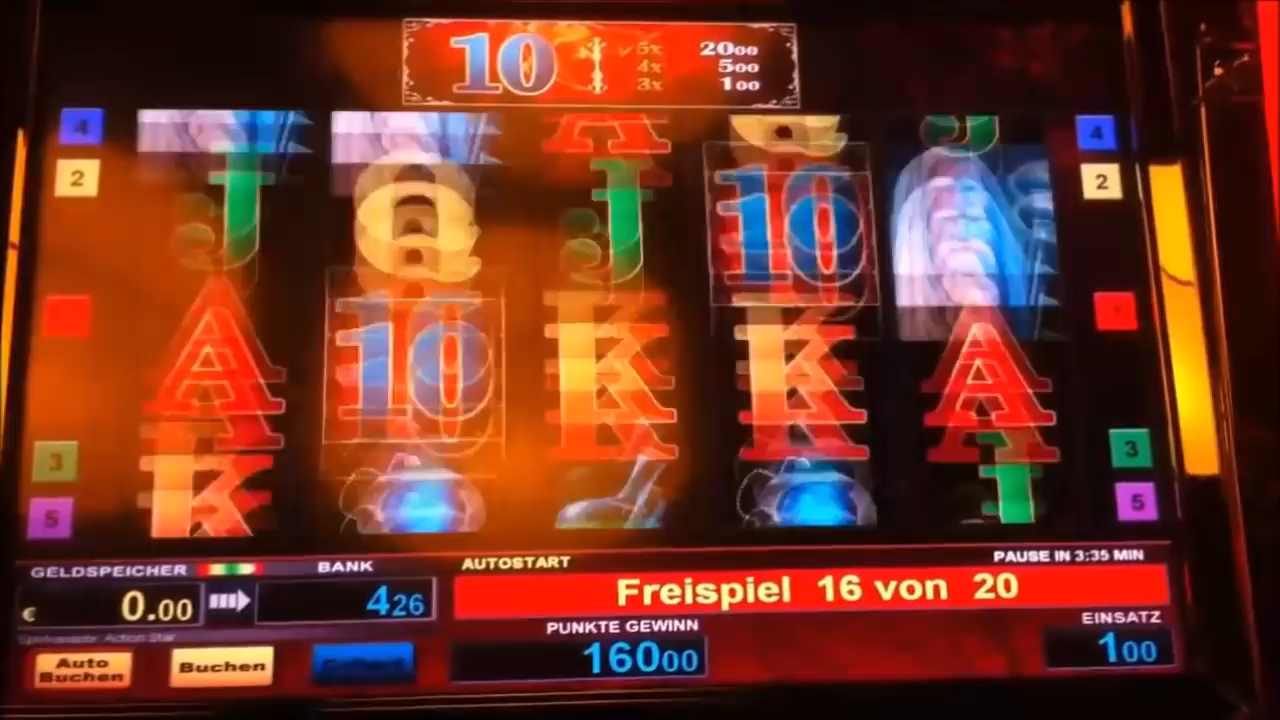 10 5x 2000
4x 500
3x 100
4 4
2 2
J Q J 10
A 10 K K A
3 3
K J
5 5
GELDSPEICHER BANK AUTOSTART PAUSE IN 3:35 MIN
€ 0.00 426 Freispiel 16 von 20
PUNKTE GEWINN EINSATZ
16000 100
Auto Buchen
Buchen